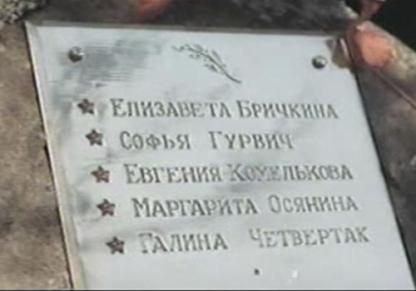 Елизавета Бричкина
Софья Гурвич
Евгения Комелькова
Маргарита Осянина
Галина Четвертак